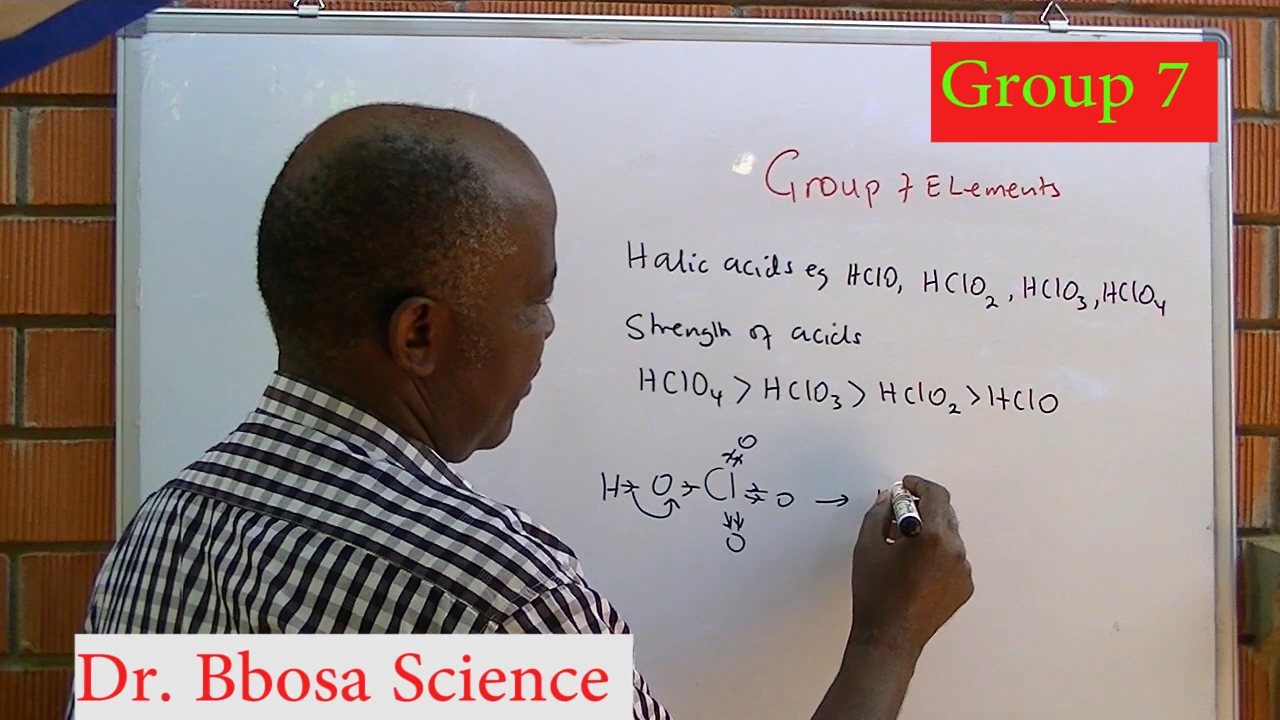 Group 7
Group 7 Elements
Halic acids eg HClO, HClO₂, HClO₃, HClO₄
Strength of acids
HClO₄ > HClO₃ > HClO₂ > HClO
O
H O Cl O →
O
Dr. Bbosa Science